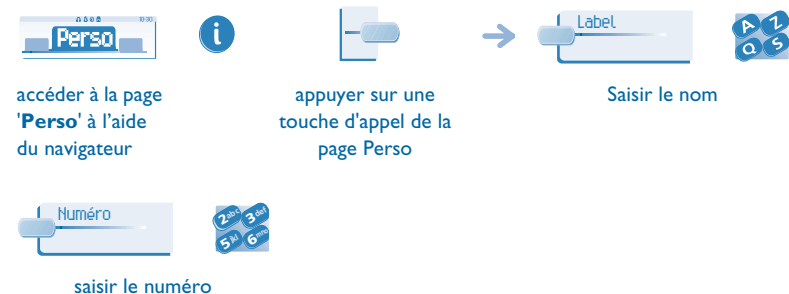 10:30
Perso
i
Label
A Z
Q S
accéder à la page
'Perso' à l'aide
du navigateur
appuyer sur une
touche d'appel de la
page Perso
Saisir le nom
Numéro
2abc 3def
5jkl 6mno
saisir le numéro